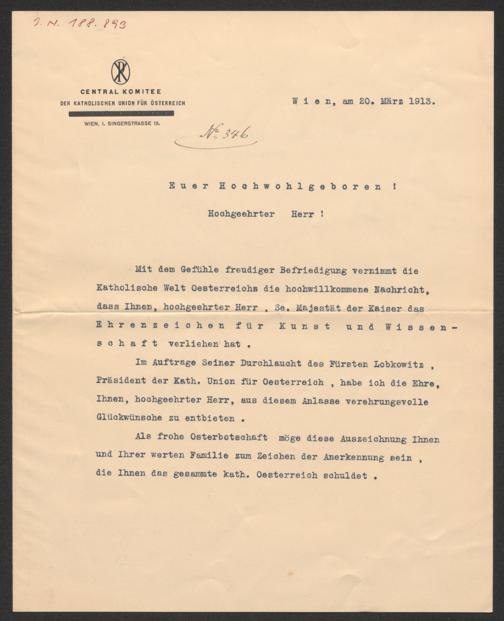 J.N. 188.893
CENTRAL KOMITEE
DER KATHOLISCHEN UNION FÜR ÖSTERREICH
WIEN, I. SINGERSTRASSE 18.
Wien, am 20. März 1913.
No. 346
Euer Hochwohlgeboren !
Hochgeehrter Herr !
Mit dem Gefühle freudiger Befriedigung vernimmt die
Katholische Welt Oesterreichs die hochwillkommene Nachricht,
dass Ihnen, hochgeehrter Herr , Se. Majestät der Kaiser das
Ehrenzeichen für Kunst und Wissen-
schaft verliehen hat .
Im Auftrage Seiner Durchlaucht des Fürsten Lobkowitz ,
Präsident der Kath. Union für Oesterreich , habe ich die Ehre,
Ihnen, hochgeehrter Herr, aus diesem Anlasse verehrungsvolle
Glückwünsche zu entbieten .
Als frohe Osterbotschaft möge diese Auszeichnung Ihnen
und Ihrer werten Familie zum Zeichen der Anerkennung sein ,
die Ihnen das gesammte kath. Oesterreich schuldet .